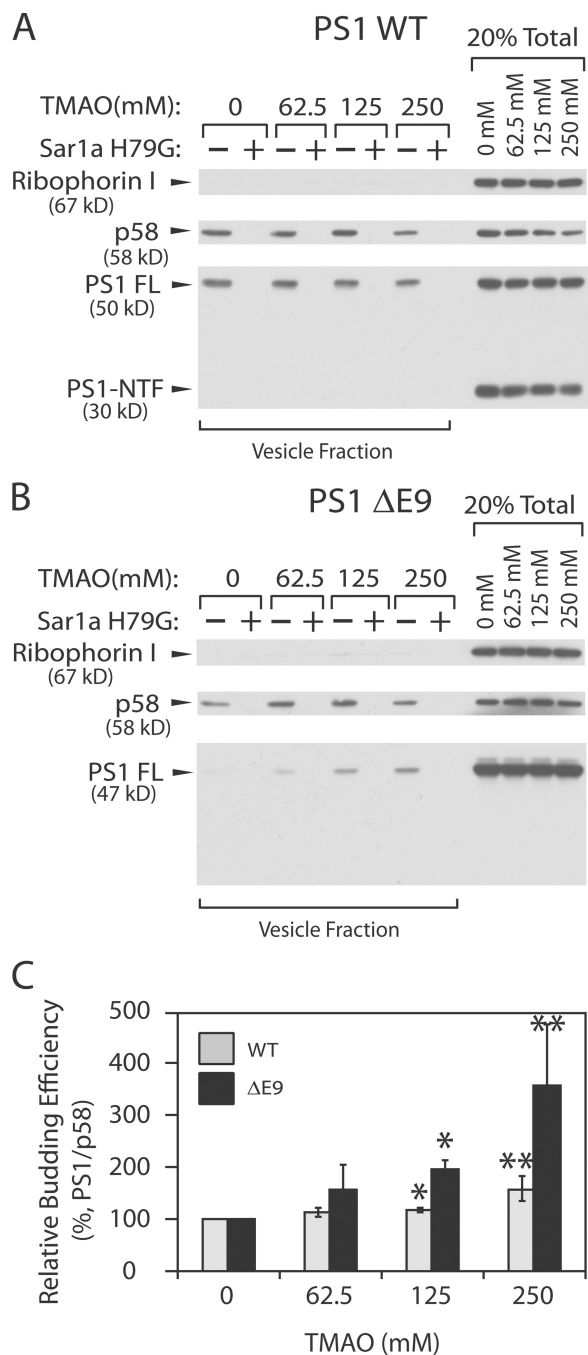 A
PS1 WT
20% Total
TMAO(mM): 0 62.5 125 250
0 mM 62.5 mM 125 mM 250 mM
Sar1a H79G: − + − + − + − +
Ribophorin I
(67 kD)
p58
(58 kD)
PS1 FL
(50 kD)
PS1-NTF
(30 kD)
Vesicle Fraction
B
PS1 ΔE9
20% Total
TMAO(mM): 0 62.5 125 250
0 mM 62.5 mM 125 mM 250 mM
Sar1a H79G: − + − + − + − +
Ribophorin I
(67 kD)
p58
(58 kD)
PS1 FL
(47 kD)
Vesicle Fraction
C
Relative Budding Efficiency
(%, PS1/p58)
500
400
300
200
100
0
WT
ΔE9
* * ** **
0 62.5 125 250
TMAO (mM)